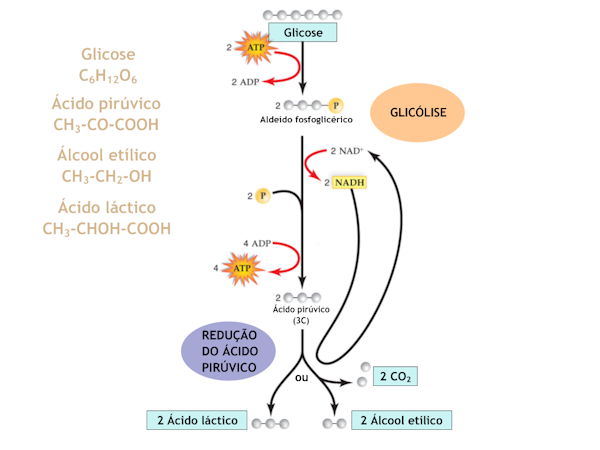 Glicose
C₆H₁₂O₆
Ácido pirúvico
CH₃-CO-COOH
Álcool etílico
CH₃-CH₂-OH
Ácido láctico
CH₃-CHOH-COOH
Glicose
2 ATP
2 ADP
2 P
Aldeido fosfoglicérico
GLICÓLISE
2 NAD⁺
2 NADH
2 P
4 ADP
4 ATP
2
Ácido pirúvico
(3C)
REDUÇÃO
DO ÁCIDO
PIRÚVICO
ou
2 CO₂
2 Ácido láctico
2 Álcool etílico